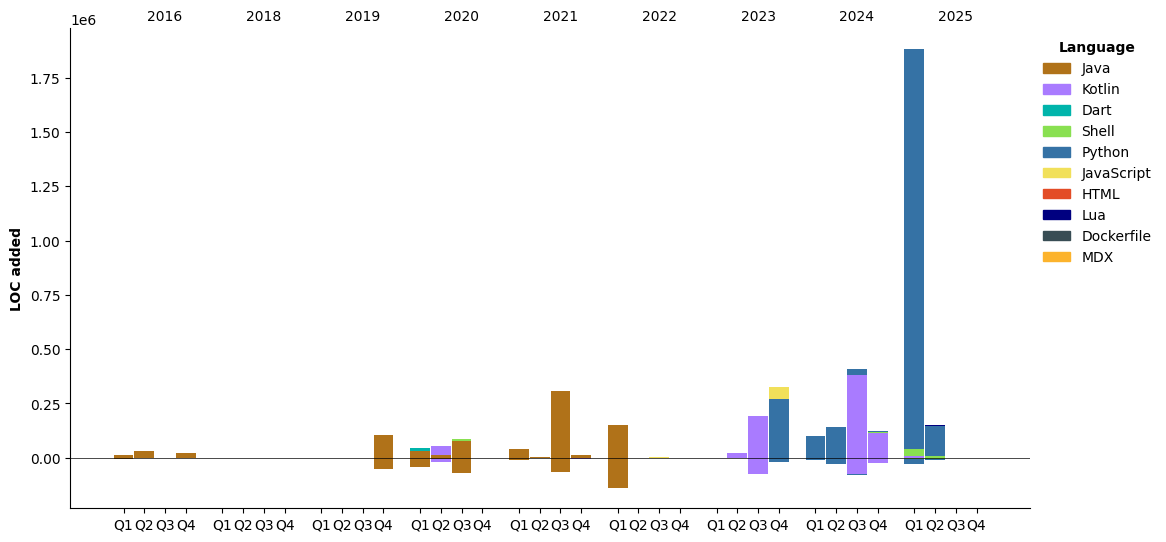 2016 2018 2019 2020 2021 2022 2023 2024 2025
1e6
Language
Java
Kotlin
Dart
Shell
Python
JavaScript
HTML
Lua
Dockerfile
MDX
LOC added
1.75
1.50
1.25
1.00
0.75
0.50
0.25
0.00
Q1 Q2 Q3 Q4 Q1 Q2 Q3 Q4 Q1 Q2 Q3 Q4 Q1 Q2 Q3 Q4 Q1 Q2 Q3 Q4 Q1 Q2 Q3 Q4 Q1 Q2 Q3 Q4 Q1 Q2 Q3 Q4 Q1 Q2 Q3 Q4